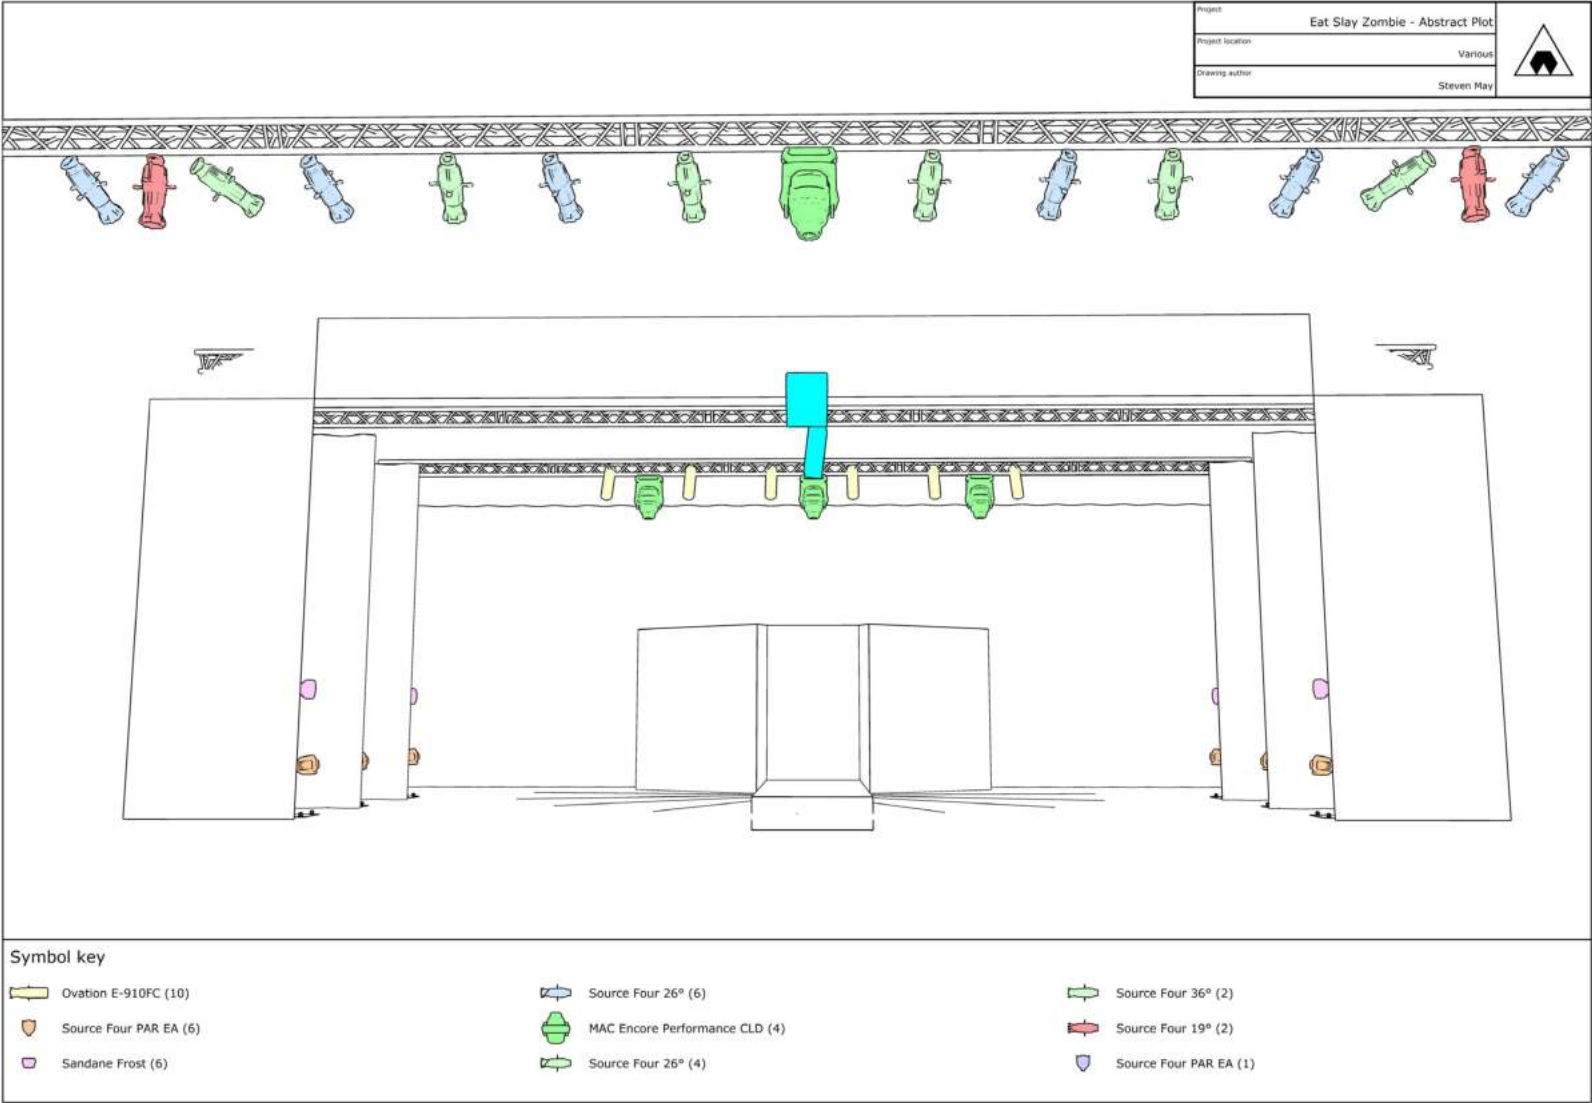 Project
Eat Slay Zombie - Abstract Plot
Project location
Various
Drawing author
Steven May
Symbol key
Ovation E-910FC (10)
Source Four 26° (6)
Source Four 36° (2)
Source Four PAR EA (6)
MAC Encore Performance CLD (4)
Source Four 19° (2)
Sandane Frost (6)
Source Four 26° (4)
Source Four PAR EA (1)